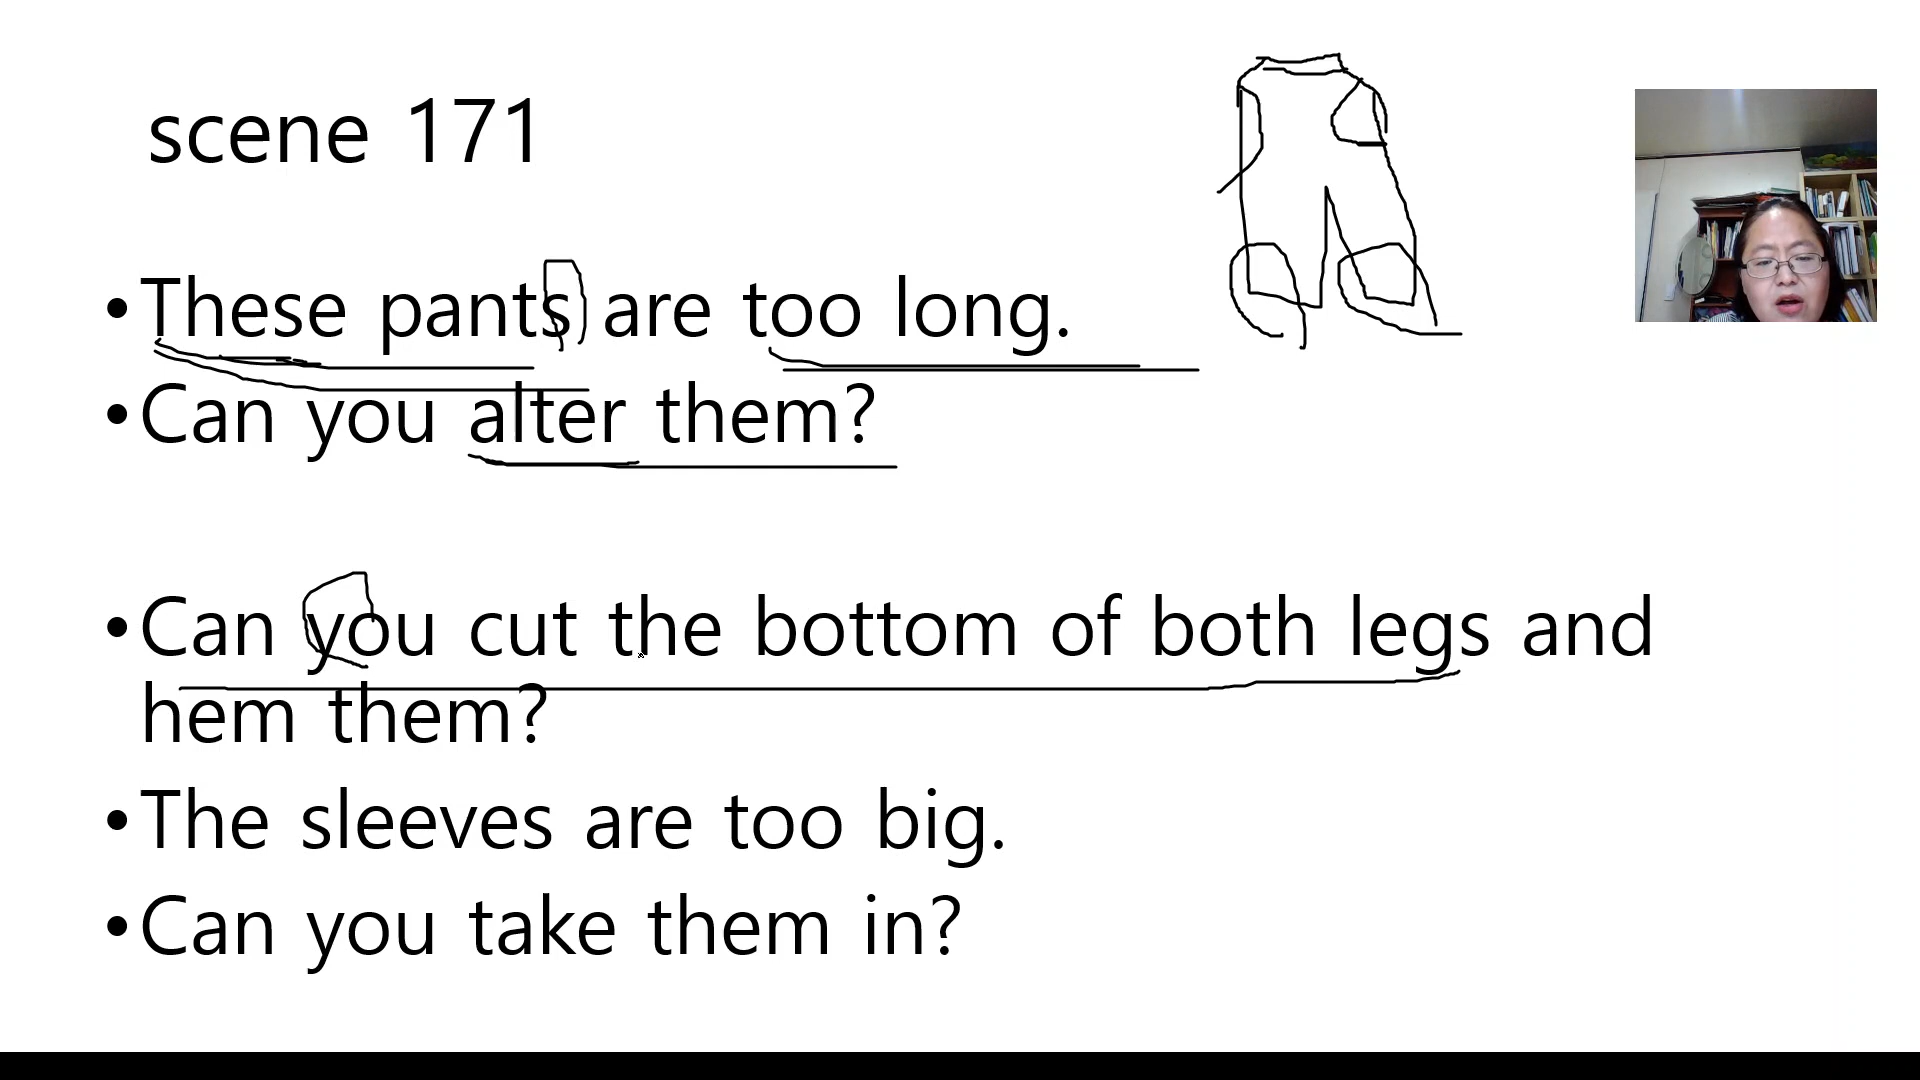 scene 171
• These pants are too long.
• Can you alter them?
• Can you cut the bottom of both legs and
hem them?
• The sleeves are too big.
• Can you take them in?